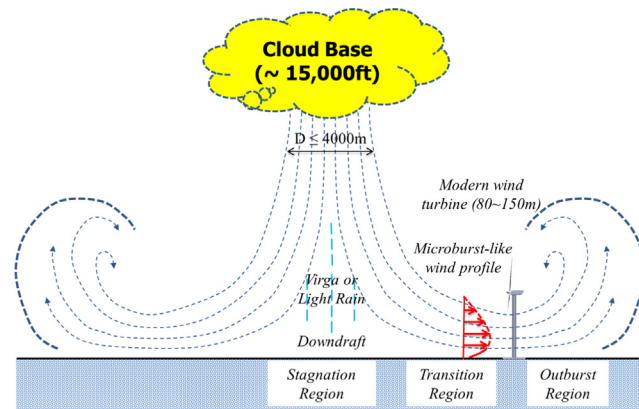 Cloud Base
(~ 15,000ft)
D ≤ 4000m
Modern wind
turbine (80~150m)
Microburst-like
wind profile
Virga or
Light Rain
Downdraft
Stagnation
Region
Transition
Region
Outburst
Region